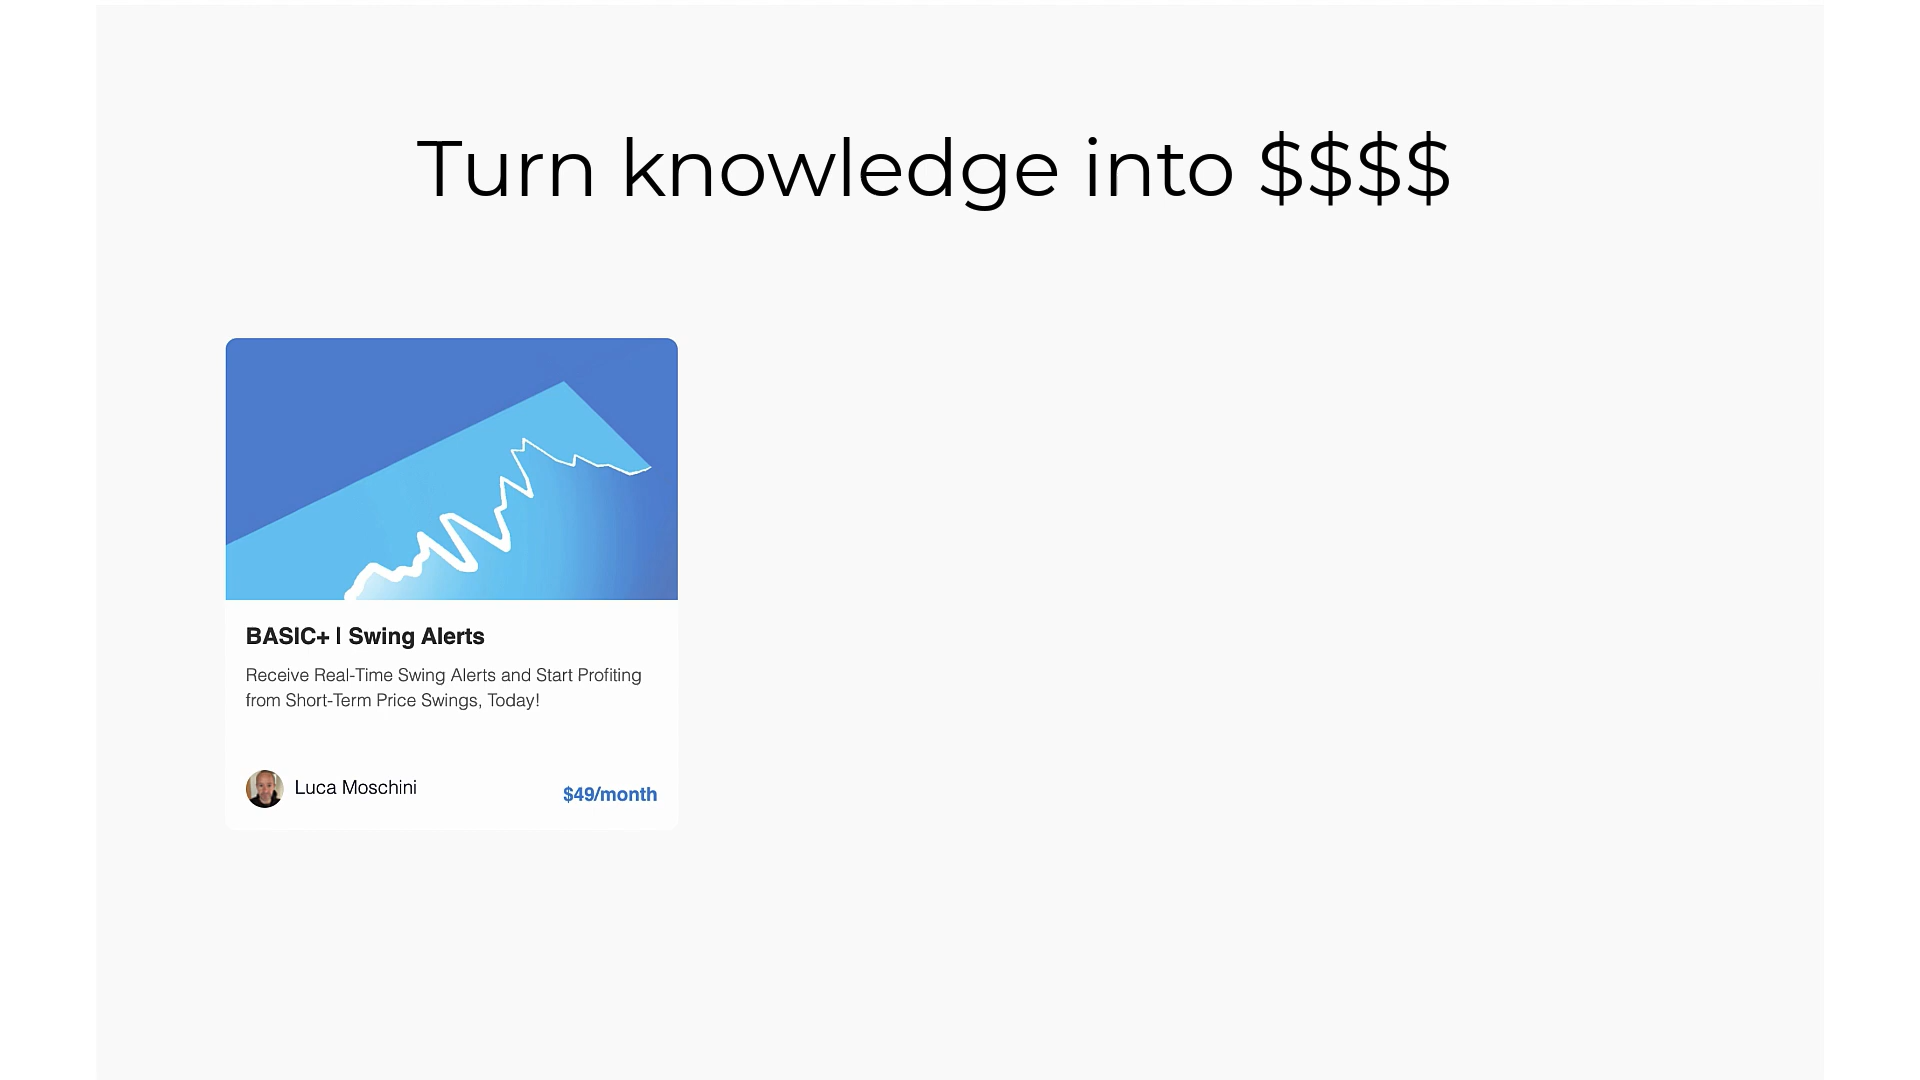 Turn knowledge into $$$$
BASIC+ | Swing Alerts
Receive Real-Time Swing Alerts and Start Profiting
from Short-Term Price Swings, Today!
Luca Moschini
$49/month